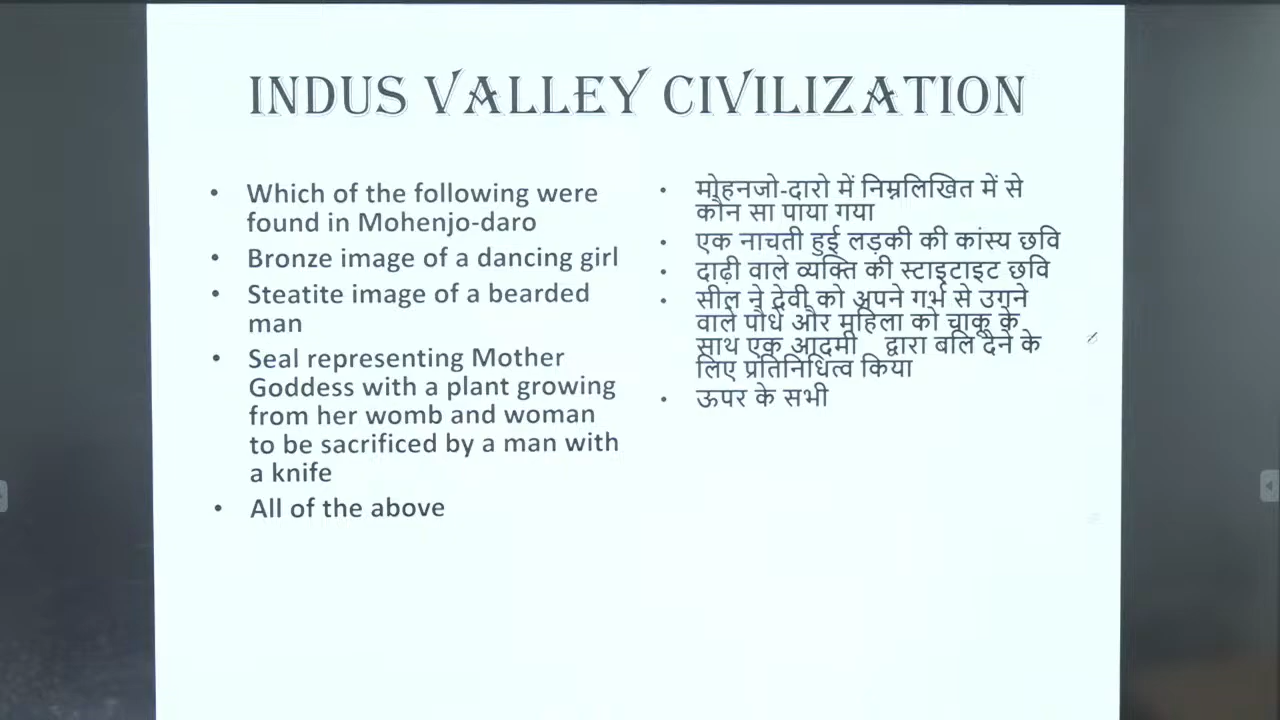 INDUS VALLEY CIVILIZATION
Which of the following were
found in Mohenjo-daro
Bronze image of a dancing girl
Steatite image of a bearded
man
Seal representing Mother
Goddess with a plant growing
from her womb and woman
to be sacrificed by a man with
a knife
All of the above
मोहनजो-दारो में निम्नलिखित में से
कौन सा पाया गया
एक नाचती हुई लड़की की कांस्य छवि
दाढ़ी वाले व्यक्ति की स्टाइटाइट छवि
सील ने देवी को अपने गर्भ से उगने
वाले पौधे और महिला को चाकू के
साथ एक आदमी द्वारा बलि देने के
लिए प्रतिनिधित्व किया
ऊपर के सभी